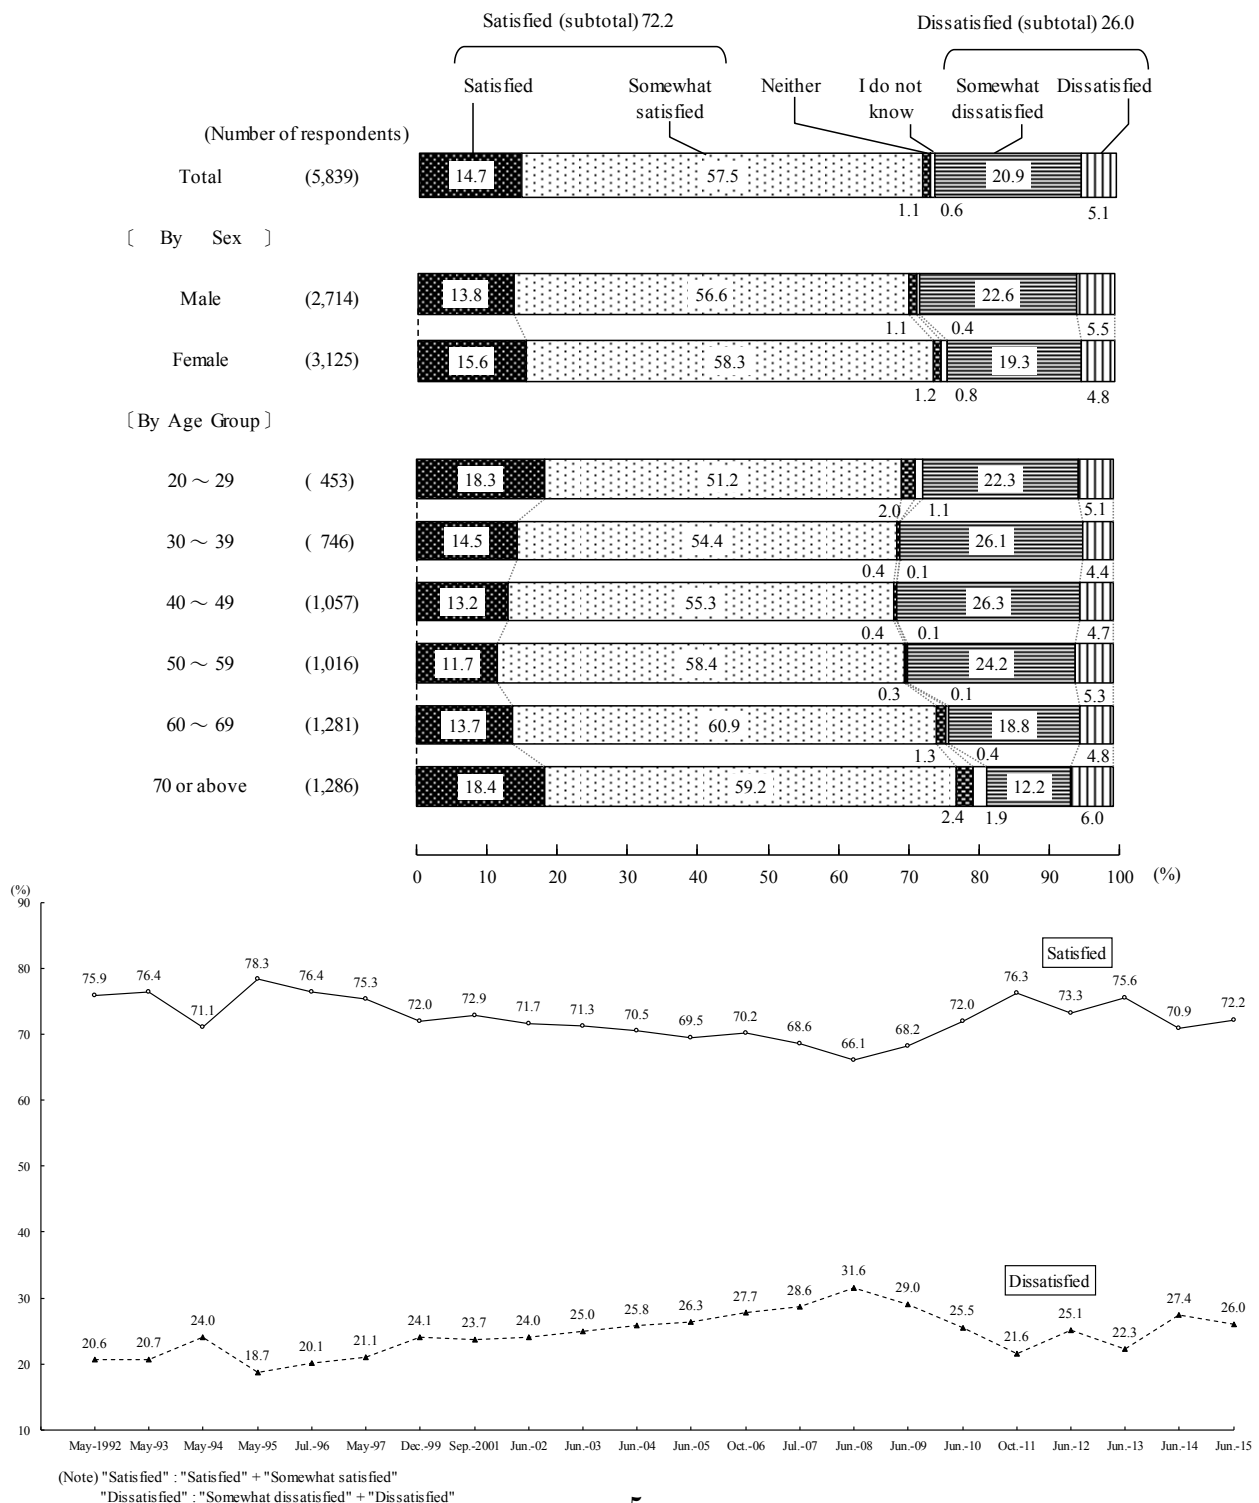 Satisfied (subtotal) 72.2 Dissatisfied (subtotal) 26.0
Satisfied Somewhat satisfied Neither I do not know Somewhat dissatisfied Dissatisfied
(Number of respondents)
Total (5,839) 14.7 57.5 20.9
1.1 0.6 5.1
〔 By Sex 〕
Male (2,714) 13.8 56.6 22.6
1.1 0.4 5.5
Female (3,125) 15.6 58.3 19.3
1.2 0.8 4.8
〔By Age Group〕
20～29 ( 453) 18.3 51.2 22.3
2.0 1.1 5.1
30～39 ( 746) 14.5 54.4 26.1
0.4 0.1 4.4
40～49 (1,057) 13.2 55.3 26.3
0.4 0.1 4.7
50～59 (1,016) 11.7 58.4 24.2
0.3 0.1 5.3
60～69 (1,281) 13.7 60.9 18.8
1.3 0.4 4.8
70 or above (1,286) 18.4 59.2 12.2
2.4 1.9 6.0
0 10 20 30 40 50 60 70 80 90 100 (%)
(%)
90
80
70
60
50
40
30
20
10
Satisfied
75.9 76.4 71.1 78.3 76.4 75.3 72.0 72.9 71.7 71.3 70.5 69.5 70.2 68.6 66.1 68.2 72.0 76.3 73.3 75.6 70.9 72.2
Dissatisfied
20.6 20.7 24.0 18.7 20.1 21.1 24.1 23.7 24.0 25.0 25.8 26.3 27.7 28.6 31.6 29.0 25.5 21.6 25.1 22.3 27.4 26.0
May-1992 May-93 May-94 May-95 Jul.-96 May-97 Dec.-99 Sep.-2001 Jun.-02 Jun.-03 Jun.-04 Jun.-05 Oct.-06 Jul.-07 Jun.-08 Jun.-09 Jun.-10 Oct.-11 Jun.-12 Jun.-13 Jun.-14 Jun.-15
(Note) "Satisfied" : "Satisfied" + "Somewhat satisfied"
"Dissatisfied" : "Somewhat dissatisfied" + "Dissatisfied"